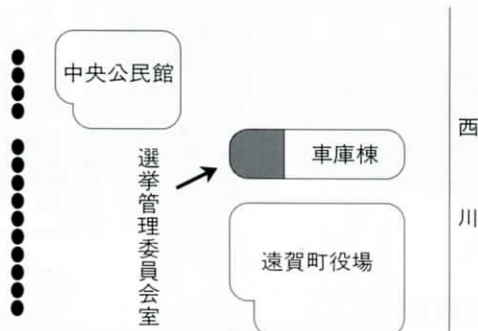 中央公民館
車庫棟
選挙管理委員会室
遠賀町役場
西川